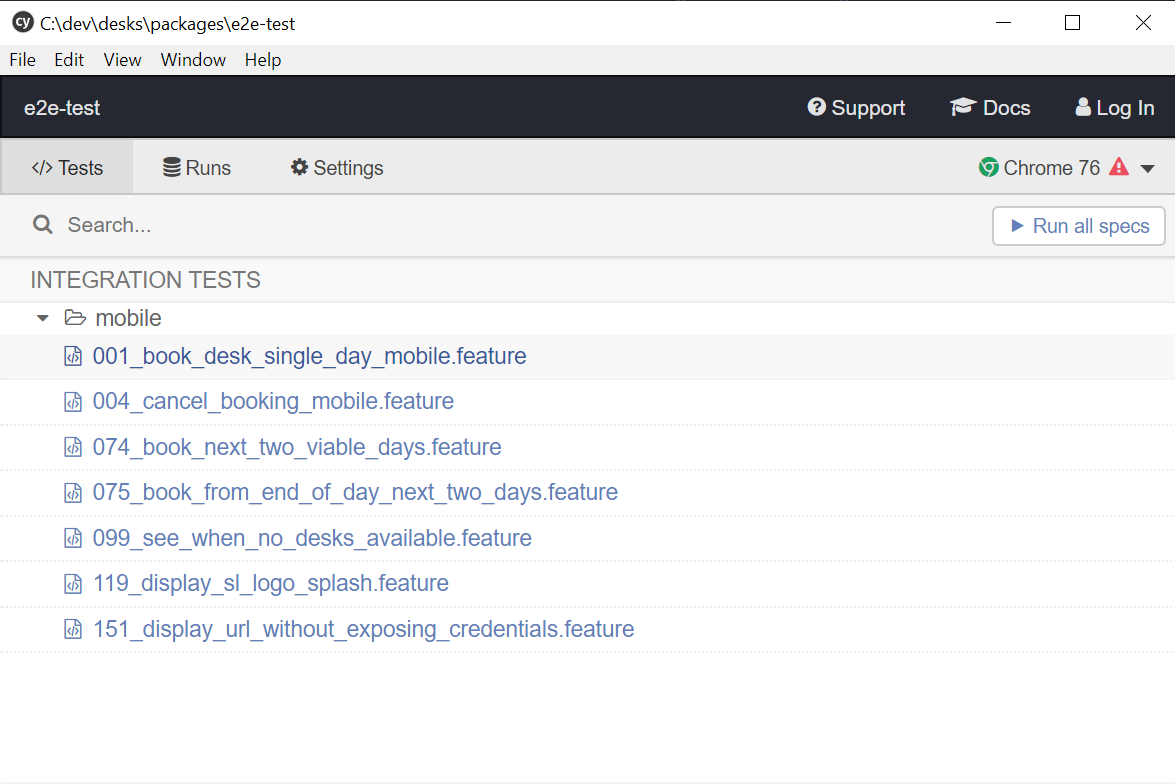 cy C:\dev\desks\packages\e2e-test
File Edit View Window Help
e2e-test Support Docs Log In
</> Tests Runs Settings Chrome 76
Search... Run all specs
INTEGRATION TESTS
mobile
001_book_desk_single_day_mobile.feature
004_cancel_booking_mobile.feature
074_book_next_two_viable_days.feature
075_book_from_end_of_day_next_two_days.feature
099_see_when_no_desks_available.feature
119_display_sl_logo_splash.feature
151_display_url_without_exposing_credentials.feature